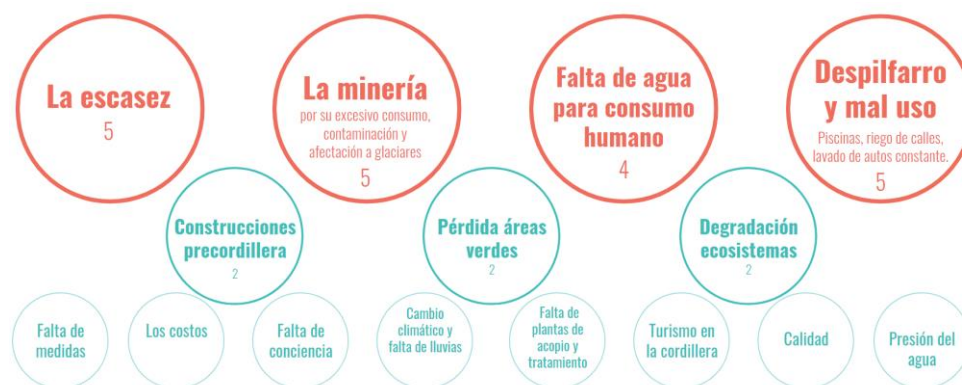 La escasez
5
La minería
por su excesivo consumo,
contaminación y
afectación a glaciares
5
Falta de agua
para consumo
humano
4
Despilfarro
y mal uso
Piscinas, riego de calles,
lavado de autos constante.
5
Construcciones
precordillera
2
Pérdida áreas
verdes
2
Degradación
ecosistemas
2
Falta de
medidas
Los costos
Falta de
conciencia
Cambio
climático y
falta de lluvias
Falta de
plantas de
acopio y
tratamiento
Turismo en
la cordillera
Calidad
Presión del
agua